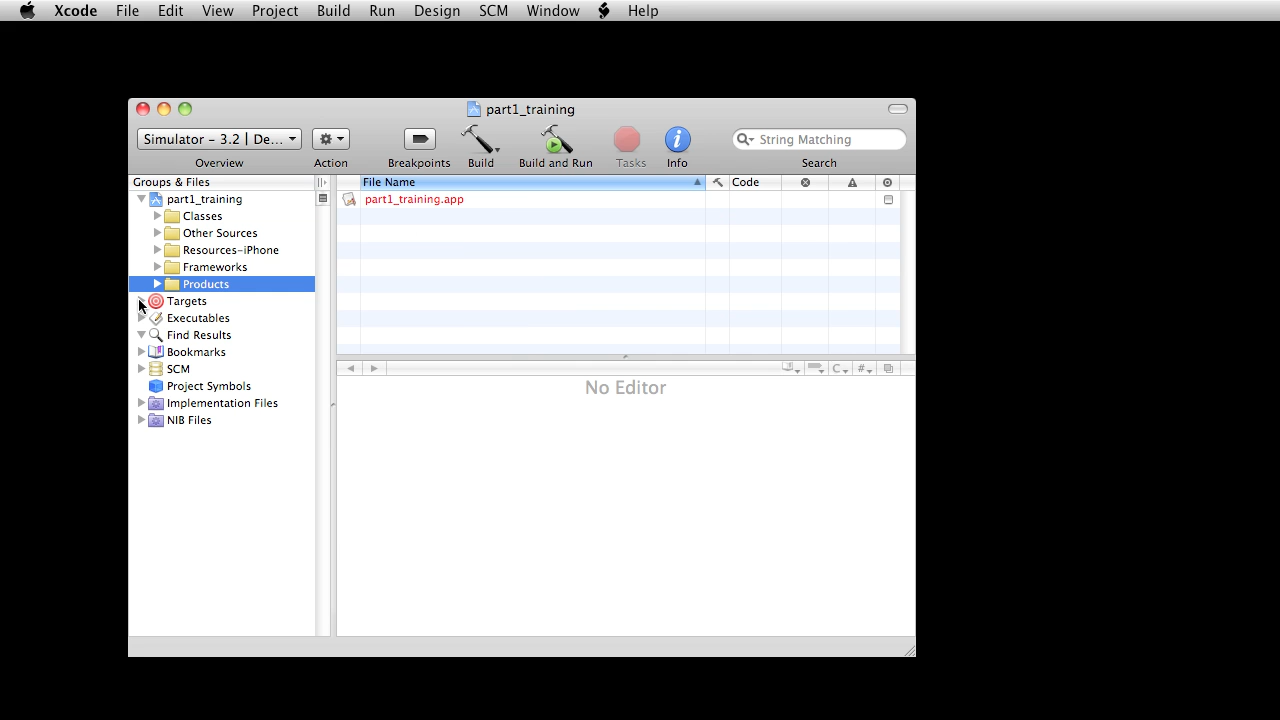 Xcode File Edit View Project Build Run Design SCM Window Help
part1_training
Simulator - 3.2 | De...
String Matching
Overview Action Breakpoints Build Build and Run Tasks Info Search
Groups & Files
File Name Code
part1_training
part1_training.app
Classes
Other Sources
Resources-iPhone
Frameworks
Products
Targets
Executables
Find Results
Bookmarks
SCM
C #
Project Symbols
No Editor
Implementation Files
NIB Files